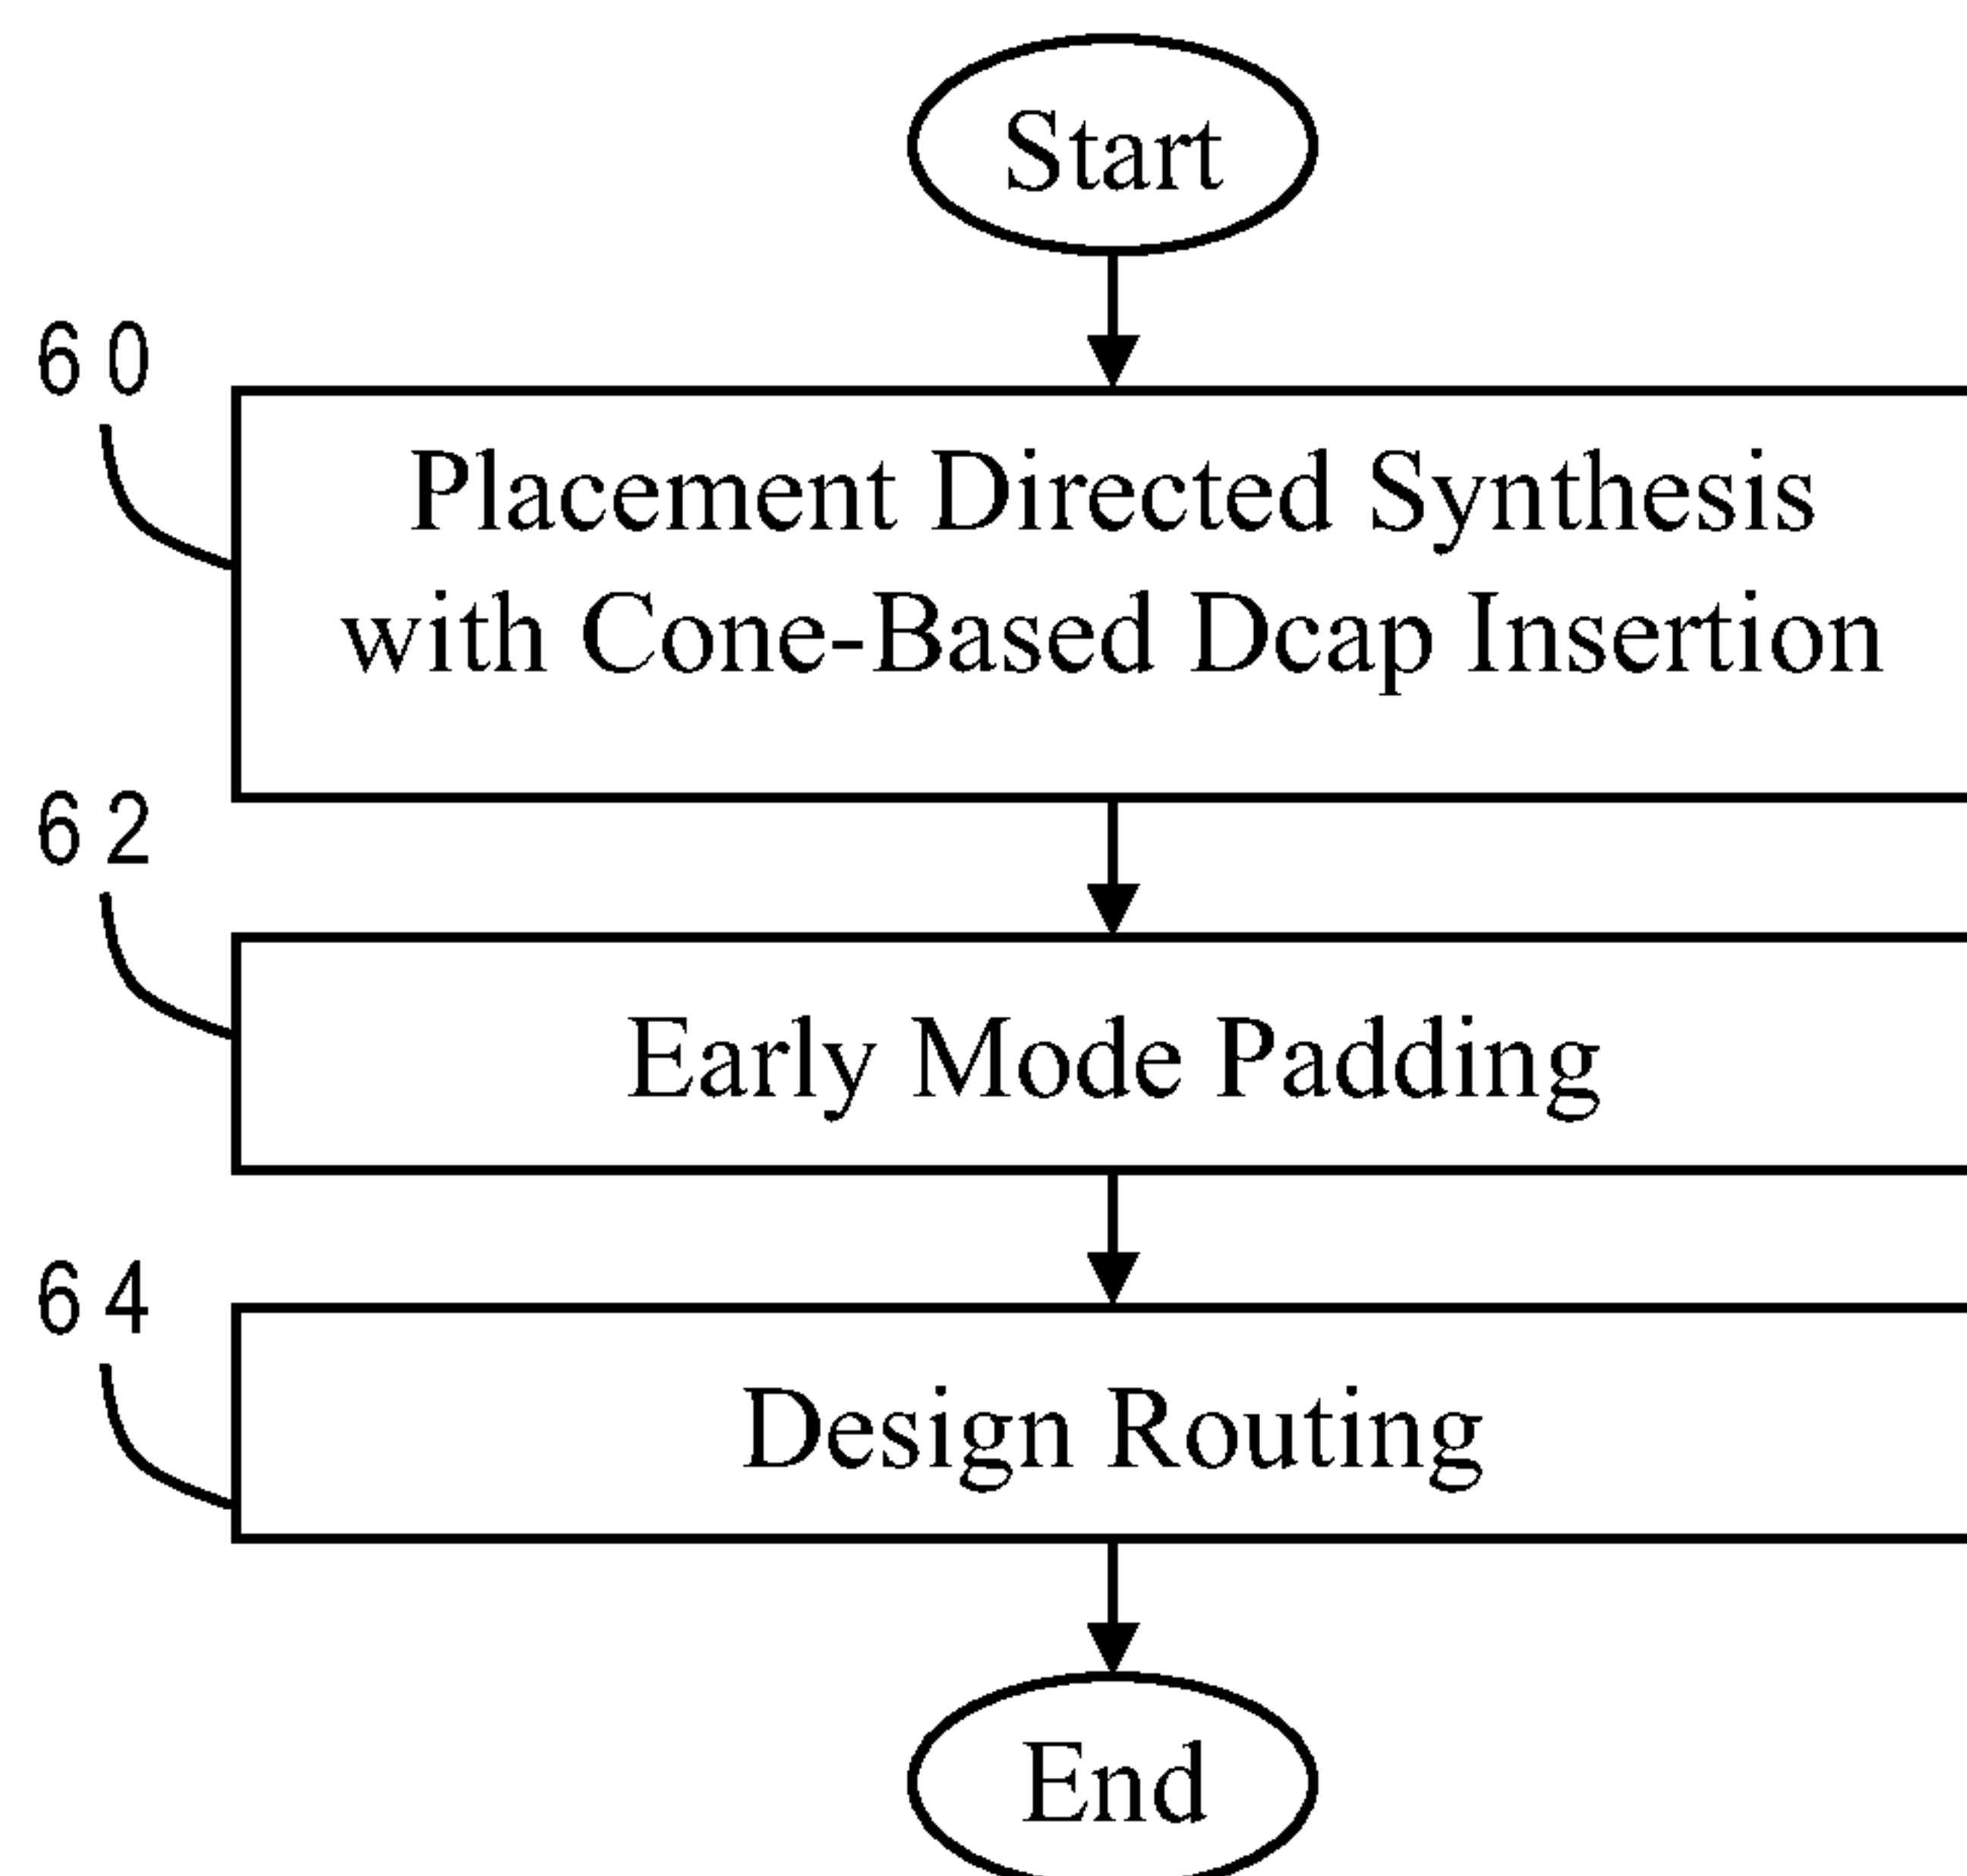 Start
60
Placement Directed Synthesis
with Cone-Based Dcap Insertion
62
Early Mode Padding
64
Design Routing
End